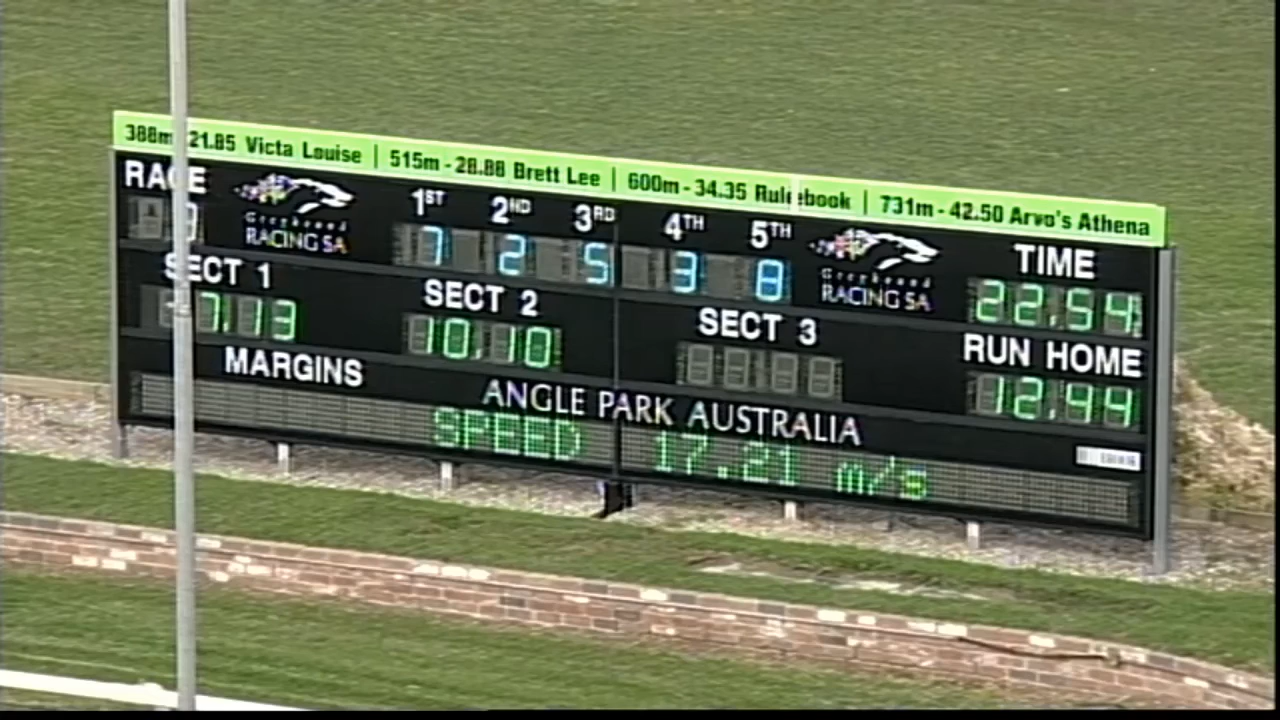 388m 21.85 Victa Louise | 515m - 28.88 Brett Lee | 600m - 34.35 Rulebook | 731m - 42.50 Arvo's Athena
RACE
Greyhound
RACING SA
1ST 2ND 3RD 4TH 5TH
7 2 5 3 8
Greyhound
RACING SA
TIME
22.54
SECT 1
7.13
SECT 2
10.10
SECT 3
RUN HOME
12.44
MARGINS
ANGLE PARK AUSTRALIA
SPEED 17.21 m/s